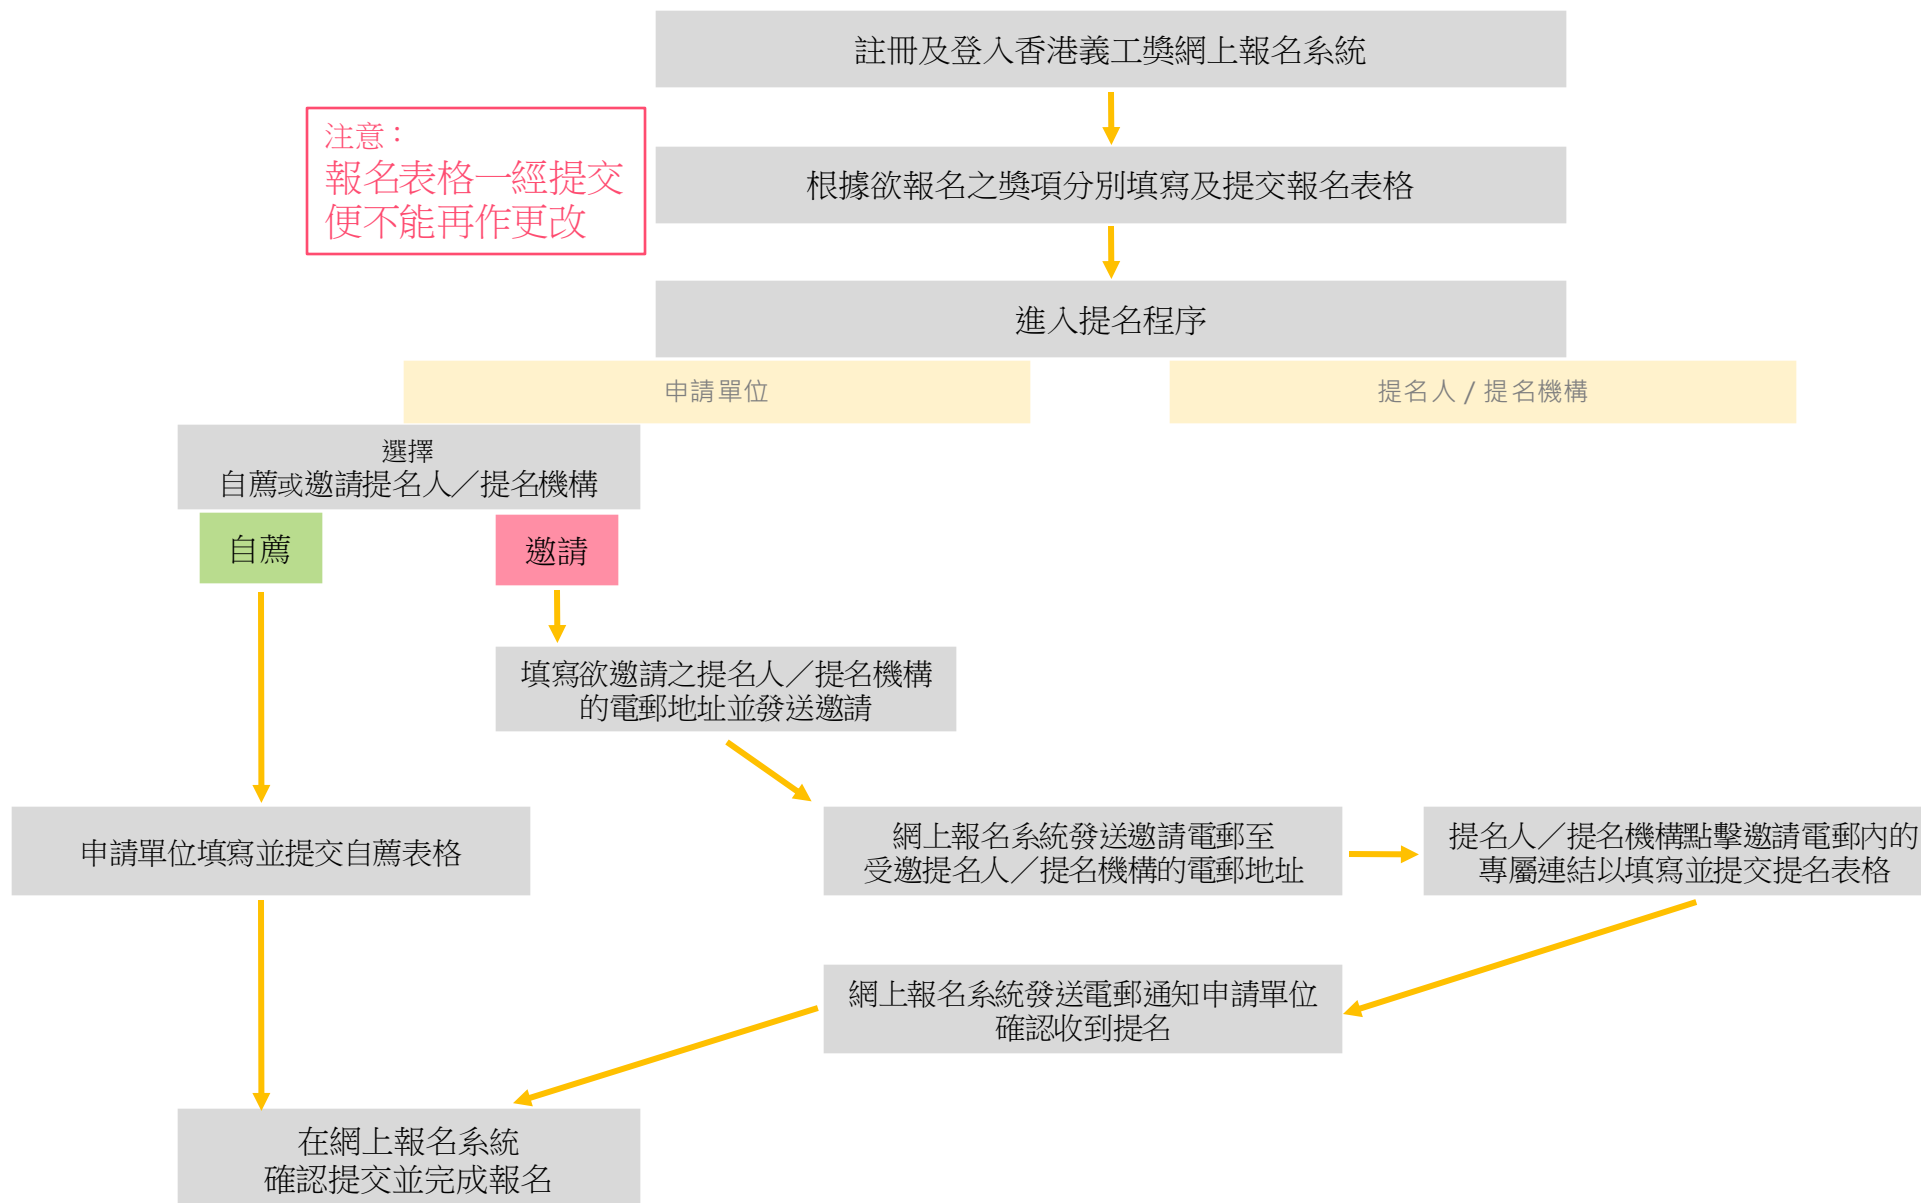 註冊及登入香港義工獎網上報名系統
注意：
報名表格一經提交
便不能再作更改
根據欲報名之獎項分別填寫及提交報名表格
進入提名程序
申請單位
提名人 / 提名機構
選擇
自薦或邀請提名人／提名機構
自薦
邀請
填寫欲邀請之提名人／提名機構
的電郵地址並發送邀請
申請單位填寫並提交自薦表格
網上報名系統發送邀請電郵至
受邀提名人／提名機構的電郵地址
提名人／提名機構點擊邀請電郵內的
專屬連結以填寫並提交提名表格
網上報名系統發送電郵通知申請單位
確認收到提名
在網上報名系統
確認提交並完成報名